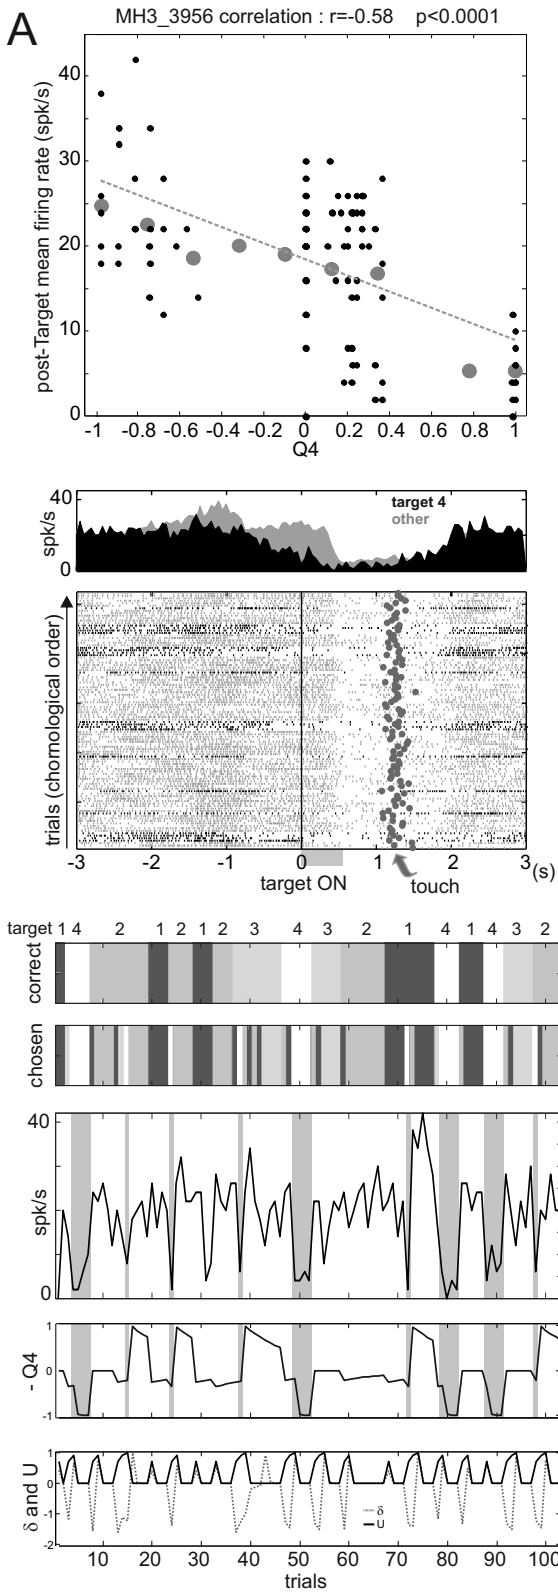 A
MH3_3956 correlation : r=-0.58 p<0.0001
post-Target mean firing rate (spk/s)
40
30
20
10
0
-1 -0.8 -0.6 -0.4 -0.2 0 0.2 0.4 0.6 0.8 1
Q4
spk/s
40
0
target 4
other
trials (chomological order)
-3 -2 -1 0 1 2 3 (s)
target ON
touch
target 1 4 2 1 2 1 2 3 4 3 2 1 4 1 4 3 2
correct
chosen
spk/s
40
20
0
- Q4
1
0
-1
δ and U
1
0
-1
-2
δ
U
10 20 30 40 50 60 70 80 90 100
trials